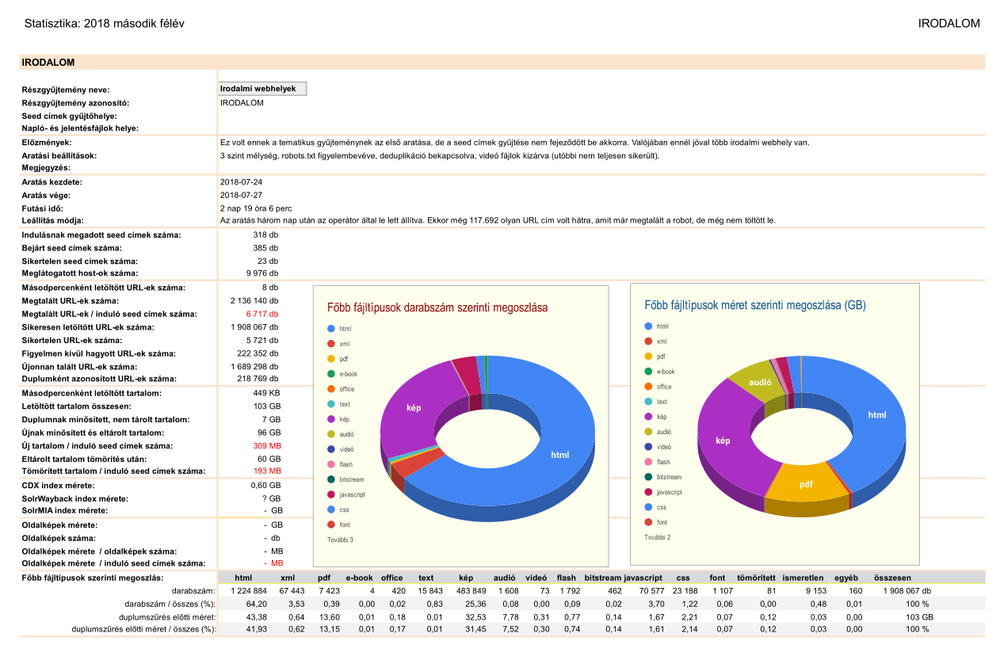 Statisztika: 2018 második félév IRODALOM
IRODALOM
Részgyűjtemény neve: Irodalmi webhelyek
Részgyűjtemény azonosító: IRODALOM
Seed címek gyűjtőhelye:
Napló- és jelentésfájlok helye:
Előzmények: Ez volt ennek a tematikus gyűjteménynek az első aratása, de a seed címek gyűjtése nem fejeződött be akkorra. Valójában ennél jóval több irodalmi webhely van.
Aratási beállítások: 3 szint mélység, robots.txt figyelembevéve, deduplikáció bekapcsolva, videó fájlok kizárva (utóbbi nem teljesen sikerült).
Megjegyzés:
Aratás kezdete: 2018-07-24
Aratás vége: 2018-07-27
Futási idő: 2 nap 19 óra 6 perc
Leállítás módja: Az aratás három nap után az operátor által le lett állítva. Ekkor még 117.692 olyan URL cím volt hátra, amit már megtalált a robot, de még nem töltött le.
Indulásnak megadott seed címek száma: 318 db
Bejárt seed címek száma: 385 db
Sikertelen seed címek száma: 23 db
Meglátogatott host-ok száma: 9 976 db
Másodpercenként letöltött URL-ek száma: 8 db
Megtalált URL-ek száma: 2 136 140 db
Megtalált URL-ek / induló seed címek száma: 6 717 db
Sikeresen letöltött URL-ek száma: 1 908 067 db
Sikertelen URL-ek száma: 5 721 db
Figyelmen kívül hagyott URL-ek száma: 222 352 db
Újonnan talált URL-ek száma: 1 689 298 db
Duplumként azonosított URL-ek száma: 218 769 db
Másodpercenként letöltött tartalom: 449 KB
Letöltött tartalom összesen: 103 GB
Duplumnak minősített, nem tárolt tartalom: 7 GB
Újnak minősített és eltárolt tartalom: 96 GB
Új tartalom / induló seed címek száma: 309 MB
Eltárolt tartalom tömörítés után: 60 GB
Tömörített tartalom / induló seed címek száma: 193 MB
CDX index mérete: 0,60 GB
SolrWayback index mérete: ? GB
SolrMIA index mérete: - GB
Oldalképek mérete: - GB
Oldalképek száma: - db
Oldalképek mérete / oldalképek száma: - MB
Oldalképek mérete / induló seed címek száma: - MB
Főbb fájltípusok darabszám szerinti megoszlása
html
xml
pdf
e-book
office
text
kép
audió
videó
flash
bitstream
javascript
css
font
További 3
kép
html
Főbb fájltípusok méret szerinti megoszlása (GB)
html
xml
pdf
e-book
office
text
kép
audió
videó
flash
bitstream
javascript
css
font
További 2
audió
html
kép
pdf
Főbb fájltípusok szerinti megoszlás: html xml pdf e-book office text kép audió videó flash bitstream javascript css font tömörített ismeretlen egyéb összesen
darabszám: 1 224 884 67 443 7 423 4 420 15 843 483 849 1 608 73 1 792 462 70 577 23 188 1 107 81 9 153 160 1 908 067 db
darabszám / összes (%): 64,20 3,53 0,39 0,00 0,02 0,83 25,36 0,08 0,00 0,09 0,02 3,70 1,22 0,06 0,00 0,48 0,01 100 %
duplumszűrés előtti méret: 43,38 0,64 13,60 0,01 0,18 0,01 32,53 7,78 0,31 0,77 0,14 1,67 2,21 0,07 0,12 0,03 0,00 103 GB
duplumszűrés előtti méret / összes (%): 41,93 0,62 13,15 0,01 0,17 0,01 31,45 7,52 0,30 0,74 0,14 1,61 2,14 0,07 0,12 0,03 0,00 100 %